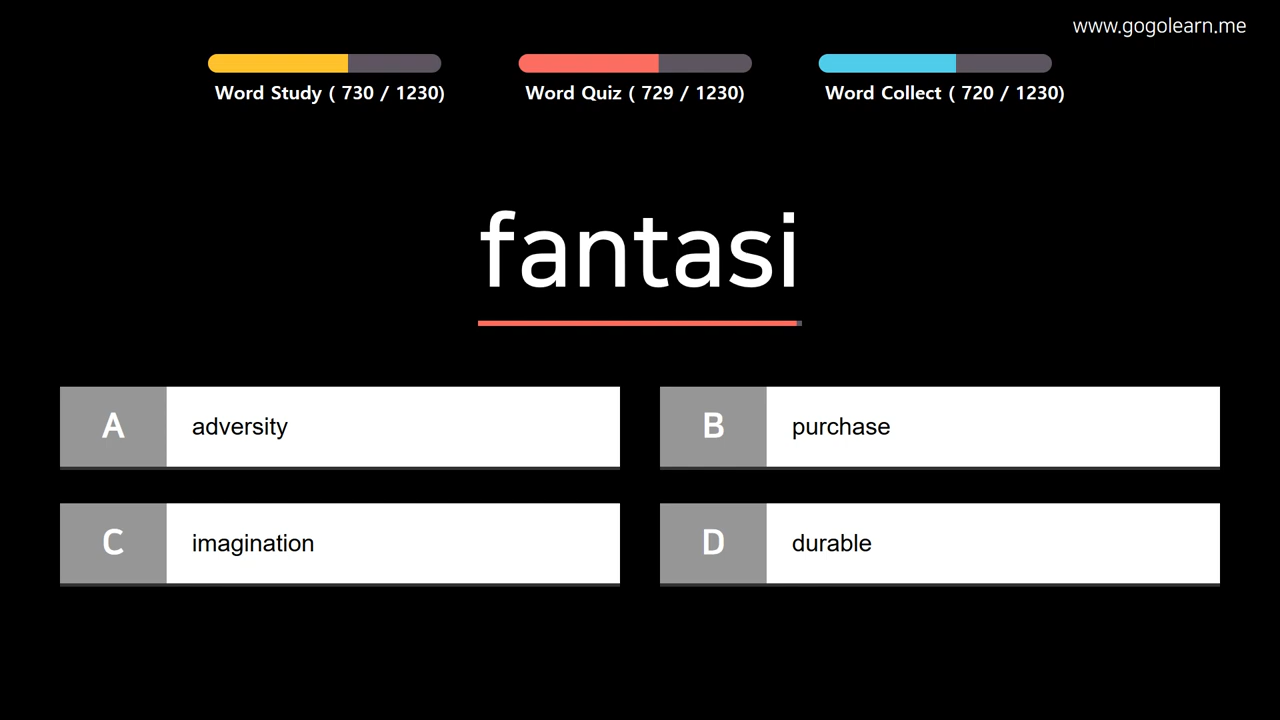 www.gogolearn.me
Word Study ( 730 / 1230)
Word Quiz ( 729 / 1230)
Word Collect ( 720 / 1230)
fantasi
A
adversity
B
purchase
C
imagination
D
durable